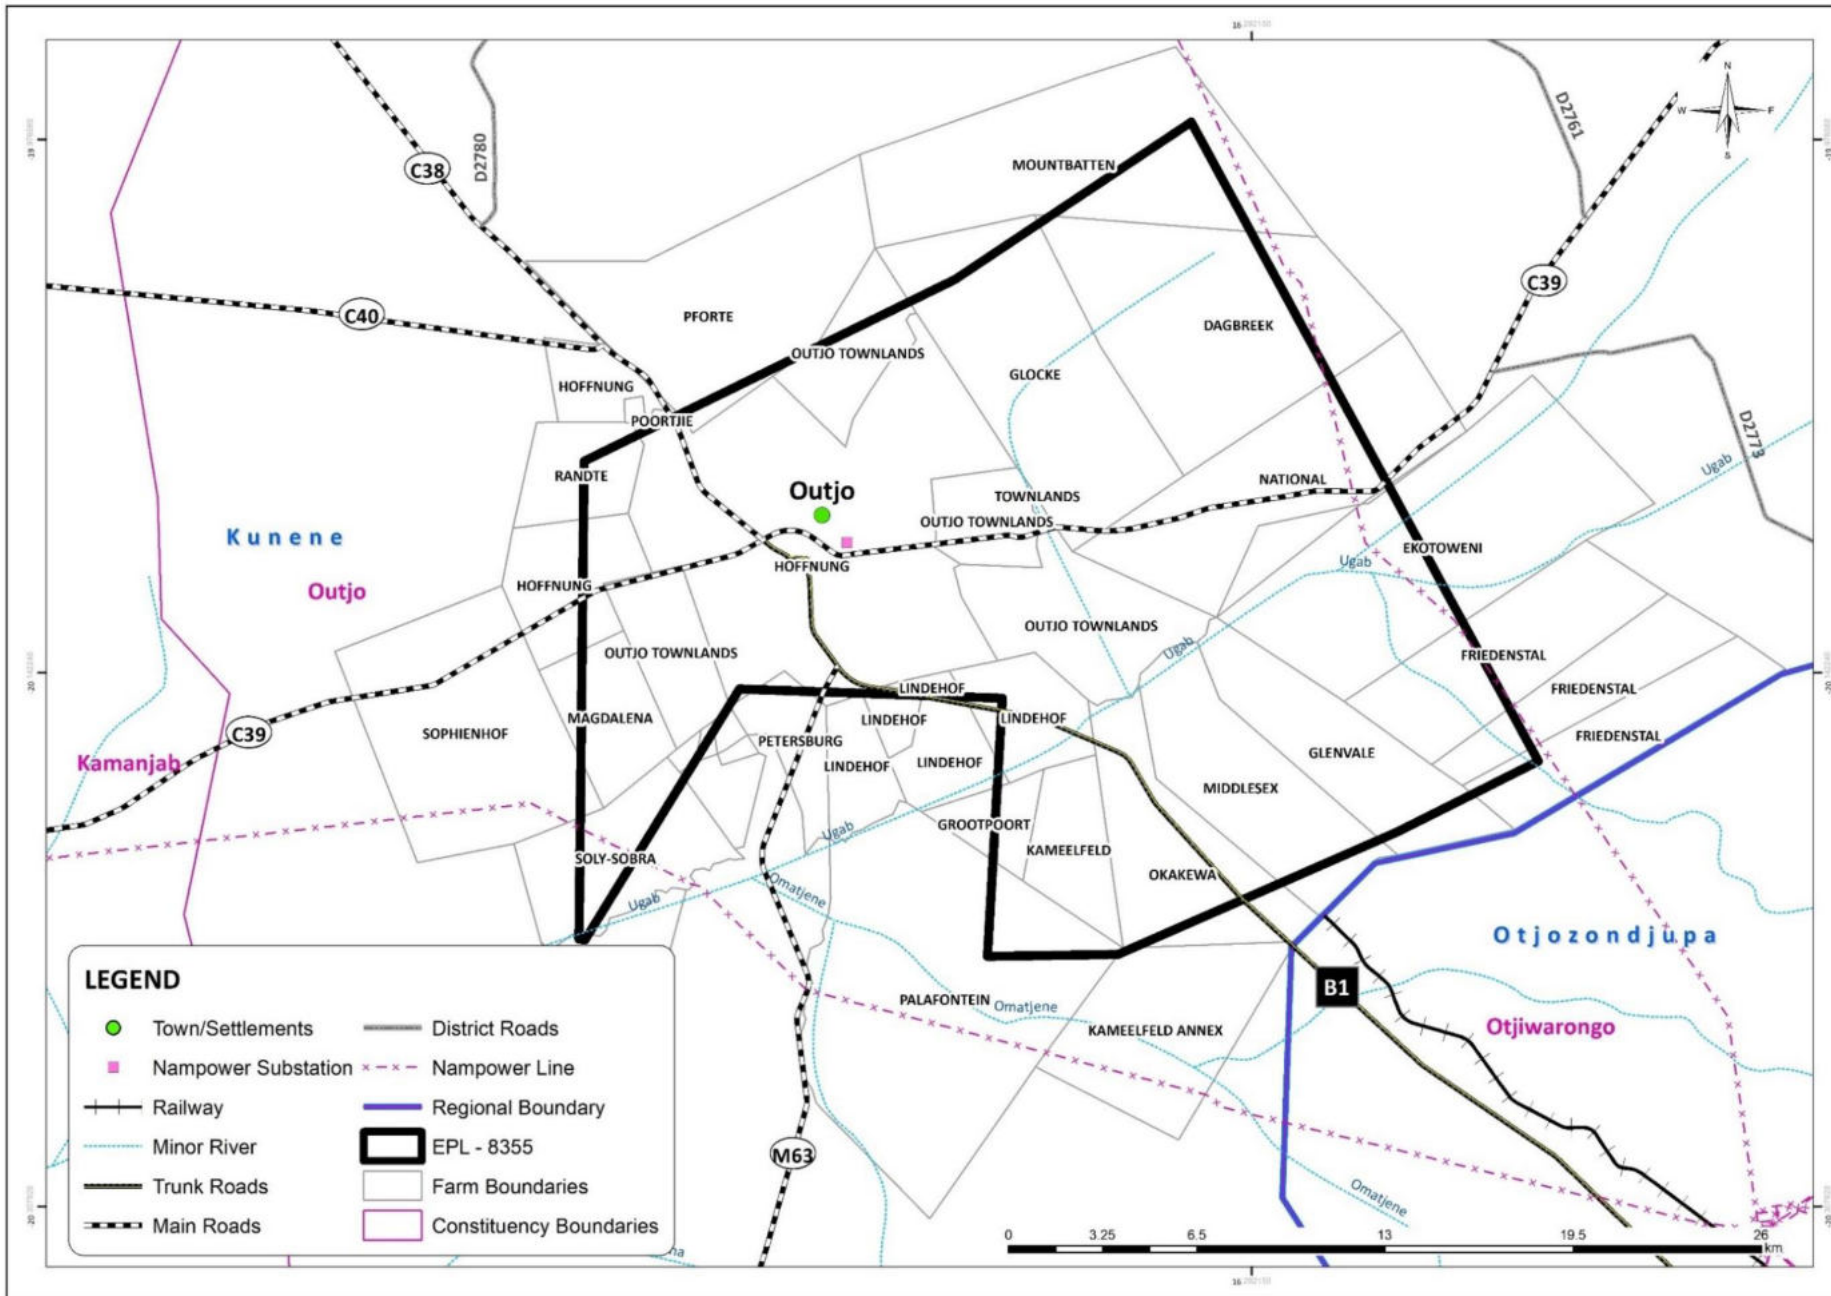 N
W
S
D2761
C38
D2780
MOUNTBATTEN
C39
C40
PFORTE
DAGBREEK
OUTJO TOWNLANDS
GLOCKE
HOFFNUNG
POORTJIE
D2773
RANDTE
Ugab
NATIONAL
Outjo
TOWNLANDS
OUTJO TOWNLANDS
Kunene
EKOTOWENI
Ugab
HOFFNUNG
HOFFNUNG
Outjo
OUTJO TOWNLANDS
Ugab
OUTJO TOWNLANDS
FRIEDENSTAL
LINDEHOF
FRIEDENSTAL
MAGDALENA
LINDEHOF
LINDEHOF
SOPHIENHOF
C39
PETERSBURG
FRIEDENSTAL
GLENVALE
Kamanjab
LINDEHOF
LINDEHOF
MIDDLESEX
Ugab
GROOTPOORT
KAMEELFELD
SOLY-SOBRA
OKAKEWA
Omatjene
Ugab
Otjozondjupa
B1
PALAFONTEIN
Omatjene
Otjiwarongo
KAMEELFELD ANNEX
M63
Omatjene
LEGEND
Town/Settlements
District Roads
Nampower Substation
Nampower Line
Railway
Regional Boundary
Minor River
EPL - 8355
Trunk Roads
Farm Boundaries
Main Roads
Constituency Boundaries
0 3.25 6.5 13 19.5 26
km